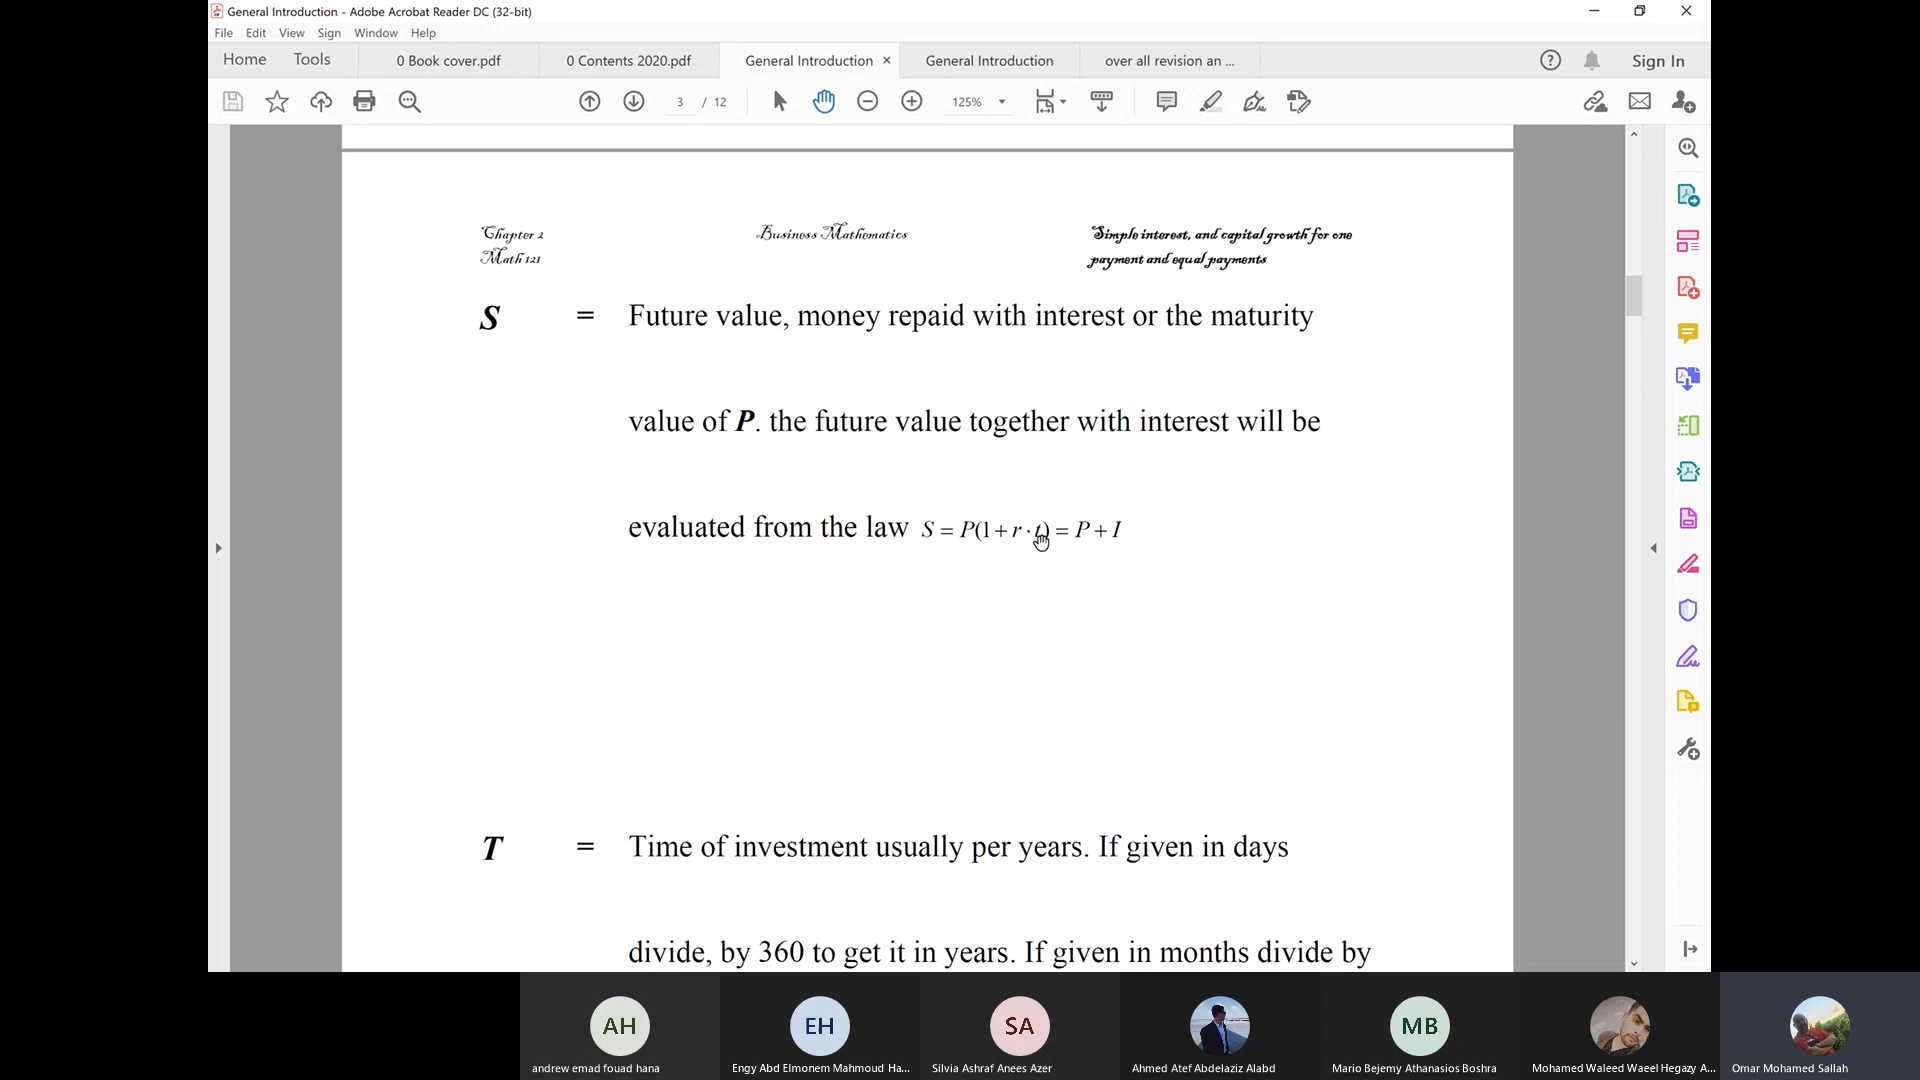 General Introduction - Adobe Acrobat Reader DC (32-bit)
File Edit View Sign Window Help
Home Tools 0 Book cover.pdf 0 Contents 2020.pdf General Introduction × General Introduction over all revision an ... Sign In
3 / 12 125%
Chapter 2 Business Mathematics Simple interest, and capital growth for one
Math 121 payment and equal payments
S = Future value, money repaid with interest or the maturity
value of P. the future value together with interest will be
evaluated from the law S = P(1 + r · t) = P + I
T = Time of investment usually per years. If given in days
divide, by 360 to get it in years. If given in months divide by
AH EH SA MB
andrew emad fouad hana Engy Abd Elmonem Mahmoud Ha... Silvia Ashraf Anees Azer Ahmed Atef Abdelaziz Alabd Mario Bejemy Athanasios Boshra Mohamed Waleed Waeel Hegazy A... Omar Mohamed Sallah